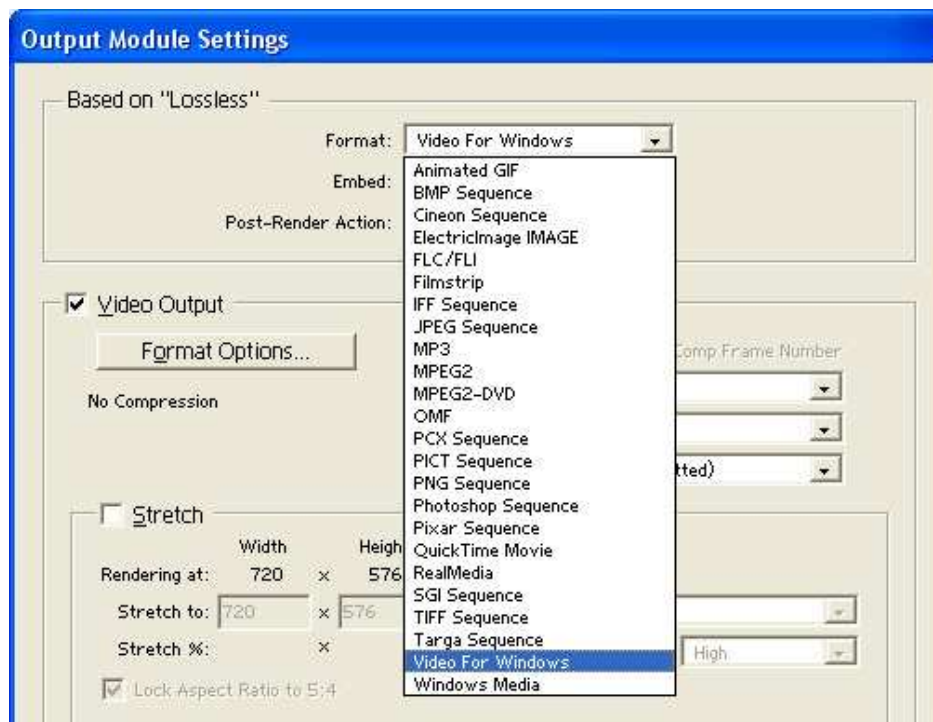 Output Module Settings
Based on "Lossless"
Format: Video For Windows
Embed:
Post-Render Action:
Animated GIF
BMP Sequence
Cineon Sequence
ElectricImage IMAGE
FLC/FLI
Filmstrip
IFF Sequence
JPEG Sequence
MP3
MPEG2
MPEG2-DVD
OMF
PCX Sequence
PICT Sequence
PNG Sequence
Photoshop Sequence
Pixar Sequence
QuickTime Movie
RealMedia
SGI Sequence
TIFF Sequence
Targa Sequence
Video For Windows
Windows Media
Video Output
Format Options...
Comp Frame Number
No Compression
tted)
Stretch
Width Heigh
Rendering at: 720 x 576
Stretch to: 720 x 576
Stretch %: x High
Lock Aspect Ratio to 5:4